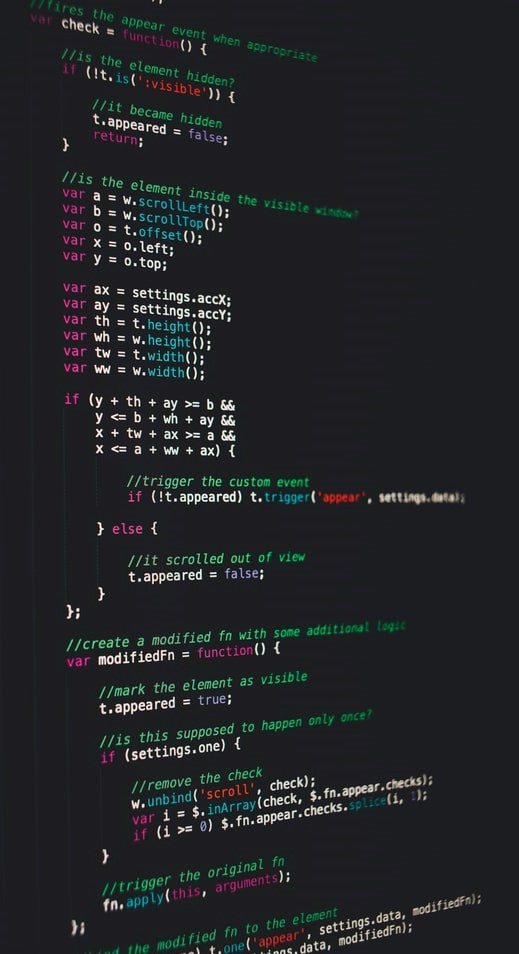 //fires the appear event when appropriate
var check = function() {
//is the element hidden?
if (!t.is(':visible')) {
//it became hidden
t.appeared = false;
return;
}
//is the element inside the visible window?
var a = w.scrollLeft();
var b = w.scrollTop();
var o = t.offset();
var x = o.left;
var y = o.top;
var ax = settings.accX;
var ay = settings.accY;
var th = t.height();
var wh = w.height();
var tw = t.width();
var ww = w.width();
if (y + th + ay >= b &&
y <= b + wh + ay &&
x + tw + ax >= a &&
x <= a + ww + ax) {
//trigger the custom event
if (!t.appeared) t.trigger('appear', settings.data);
} else {
//it scrolled out of view
t.appeared = false;
}
};
//create a modified fn with some additional logic
var modifiedFn = function() {
//mark the element as visible
t.appeared = true;
//is this supposed to happen only once?
if (settings.one) {
//remove the check
w.unbind('scroll', check);
var i = $.inArray(check, $.fn.appear.checks);
if (i >= 0) $.fn.appear.checks.splice(i, 1);
}
//trigger the original fn
fn.apply(this, arguments);
};
the modified fn to the element
t.one('appear', settings.data, modifiedFn);
.data, modifiedFn);